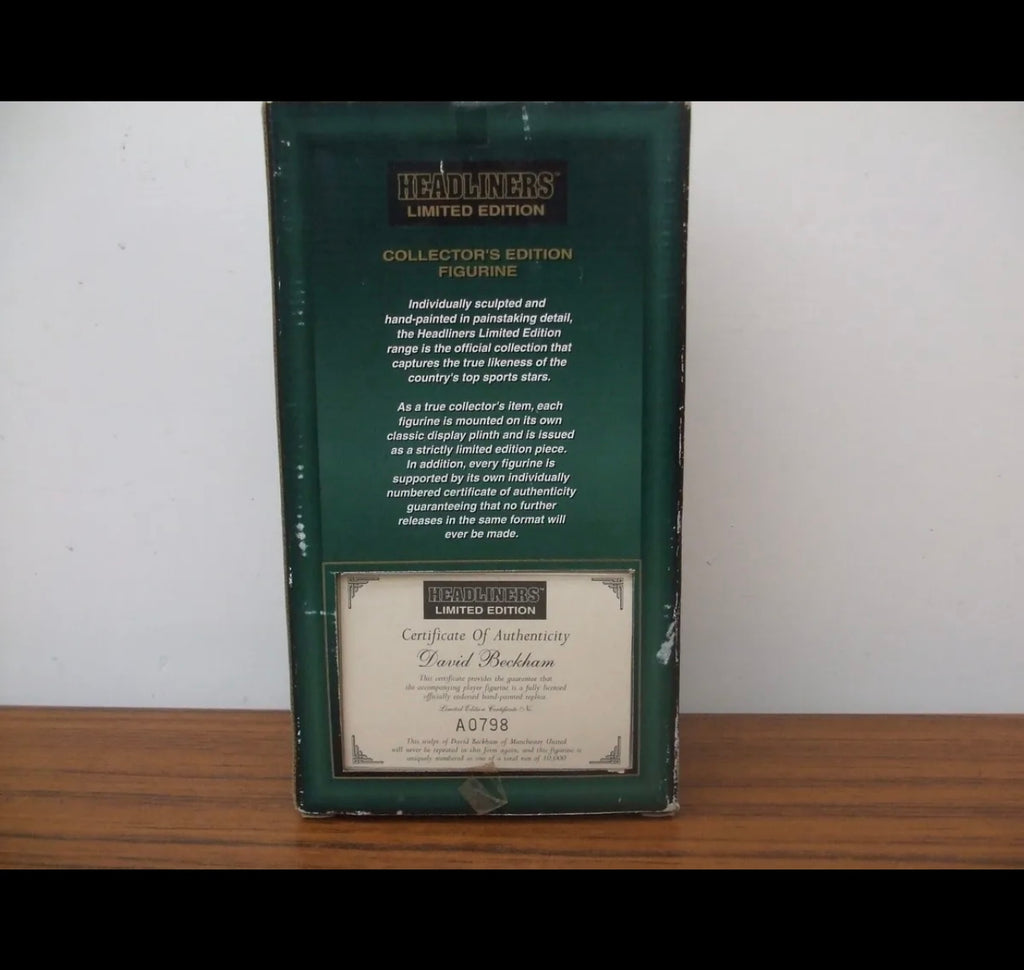 HEADLINERS™
LIMITED EDITION
COLLECTOR'S EDITION
FIGURINE
Individually sculpted and
hand-painted in painstaking detail,
the Headliners Limited Edition
range is the official collection that
captures the true likeness of the
country's top sports stars.
As a true collector's item, each
figurine is mounted on its own
classic display plinth and is issued
as a strictly limited edition piece.
In addition, every figurine is
supported by its own individually
numbered certificate of authenticity
guaranteeing that no further
releases in the same format will
ever be made.
HEADLINERS™
LIMITED EDITION
Certificate Of Authenticity
David Beckham
This certificate provides the guarantee that
the accompanying player figurine is a fully licensed
officially endorsed hand-painted replica.
Limited Edition Certificate No.
A0798
This sculpt of David Beckham of Manchester United
will never be repeated in this form again, and this figurine is
uniquely numbered as one of a total run of 10,000